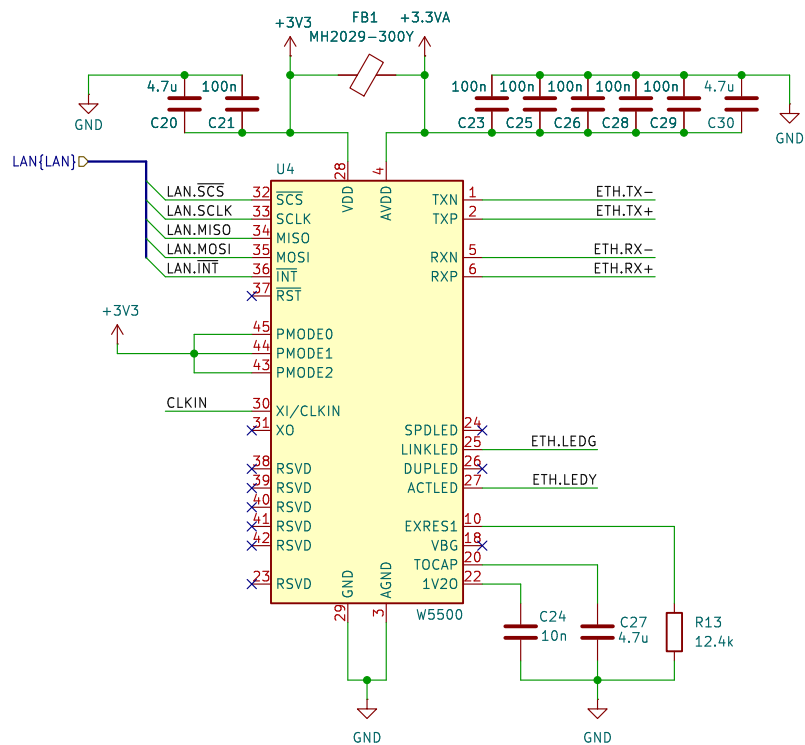 FB1
+3V3
+3.3VA
MH2029-300Y
4.7u
100n
100n
100n
100n
100n
100n
4.7u
C20
C21
C23
C25
C26
C28
C29
C30
GND
GND
LAN{LAN}
U4
28
VDD
4
AVDD
LAN.SCS
32
SCS
TXN
1
ETH.TX-
LAN.SCLK
33
SCLK
TXP
2
ETH.TX+
LAN.MISO
34
MISO
LAN.MOSI
35
MOSI
RXN
5
ETH.RX-
LAN.INT
36
INT
RXP
6
ETH.RX+
37
RST
+3V3
45
PMODE0
44
PMODE1
43
PMODE2
CLKIN
30
XI/CLKIN
31
XO
SPDLED
24
LINKLED
25
ETH.LEDG
38
RSVD
DUPLED
26
39
RSVD
ACTLED
27
ETH.LEDY
40
RSVD
41
RSVD
EXRES1
10
42
RSVD
VBG
18
TOCAP
20
23
RSVD
1V2O
22
GND
29
AGND
3
W5500
C24
10n
C27
4.7u
R13
12.4k
GND
GND